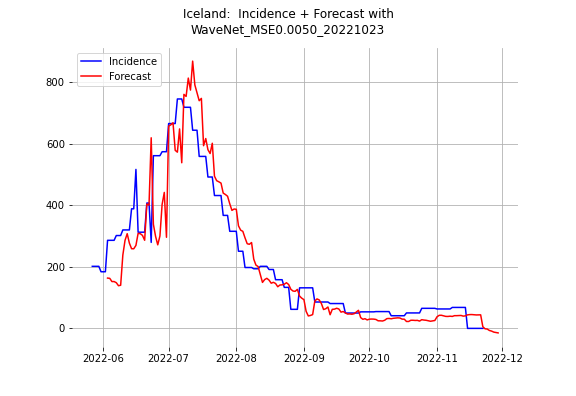 Iceland:  Incidence + Forecast with
WaveNet_MSE0.0050_20221023
Incidence
Forecast
800
600
400
200
0
2022-06 2022-07 2022-08 2022-09 2022-10 2022-11 2022-12